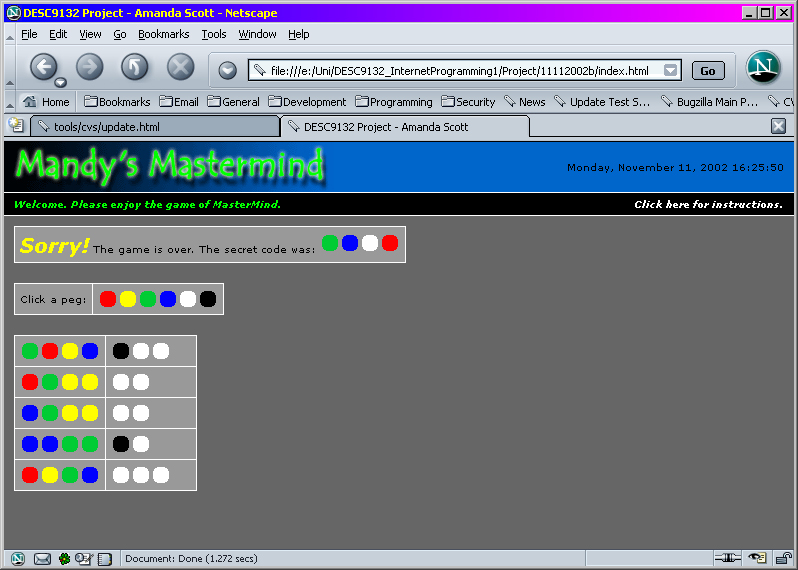 DESC9132 Project - Amanda Scott - Netscape
File Edit View Go Bookmarks Tools Window Help
file:///e:/Uni/DESC9132_InternetProgramming1/Project/11112002b/index.html Go N
Home Bookmarks Email General Development Programming Security News Update Test S... Bugzilla Main P... CV
tools/cvs/update.html DESC9132 Project - Amanda Scott
Mandy's Mastermind Monday, November 11, 2002 16:25:50
Welcome. Please enjoy the game of MasterMind. Click here for instructions.
Sorry! The game is over. The secret code was:
Click a peg:
Document: Done (1.272 secs)